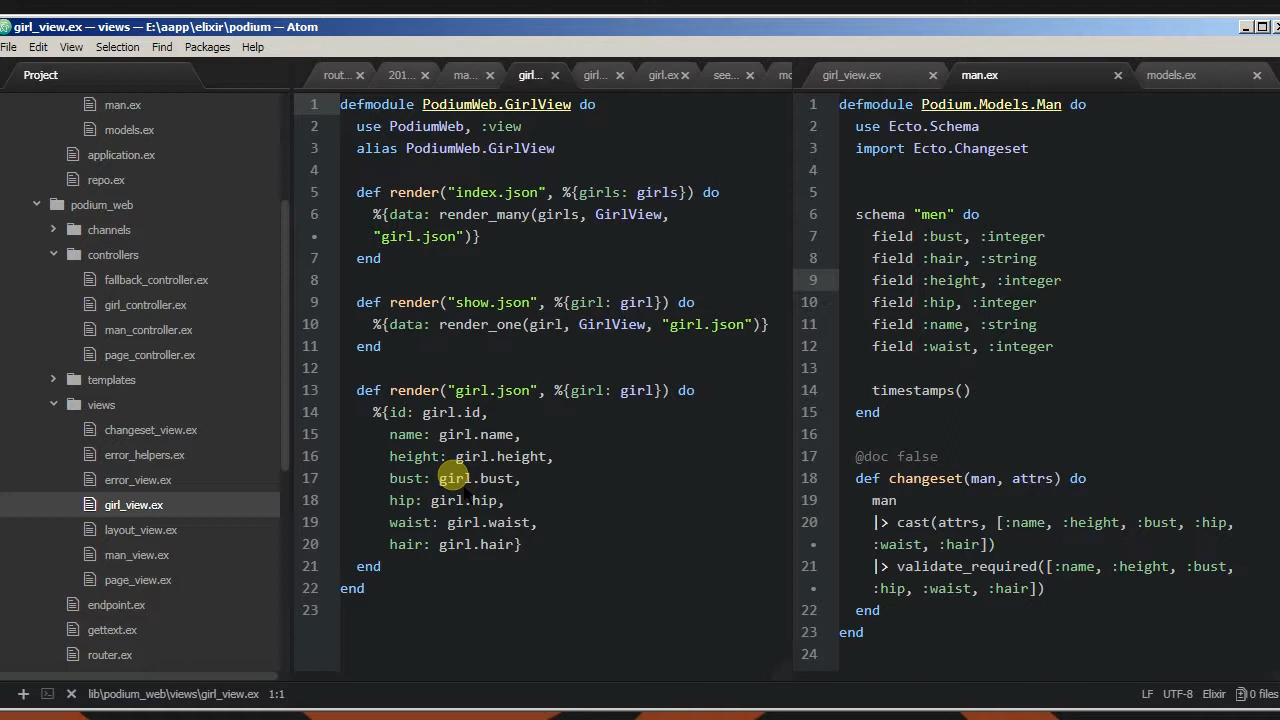 girl_view.ex — views — E:\aapp\elixir\podium — Atom
File Edit View Selection Find Packages Help
Project
rout... 201... ma... girl... girl... girl.ex see... mo
girl_view.ex man.ex models.ex
man.ex
models.ex
application.ex
repo.ex
podium_web
channels
controllers
fallback_controller.ex
girl_controller.ex
man_controller.ex
page_controller.ex
templates
views
changeset_view.ex
error_helpers.ex
error_view.ex
girl_view.ex
layout_view.ex
man_view.ex
page_view.ex
endpoint.ex
gettext.ex
router.ex
1 defmodule PodiumWeb.GirlView do
2 use PodiumWeb, :view
3 alias PodiumWeb.GirlView
4
5 def render("index.json", %{girls: girls}) do
6 %{data: render_many(girls, GirlView,
• "girl.json")}
7 end
8
9 def render("show.json", %{girl: girl}) do
10 %{data: render_one(girl, GirlView, "girl.json")}
11 end
12
13 def render("girl.json", %{girl: girl}) do
14 %{id: girl.id,
15 name: girl.name,
16 height: girl.height,
17 bust: girl.bust,
18 hip: girl.hip,
19 waist: girl.waist,
20 hair: girl.hair}
21 end
22 end
23
1 defmodule Podium.Models.Man do
2 use Ecto.Schema
3 import Ecto.Changeset
4
5
6 schema "men" do
7 field :bust, :integer
8 field :hair, :string
9 field :height, :integer
10 field :hip, :integer
11 field :name, :string
12 field :waist, :integer
13
14 timestamps()
15 end
16
17 @doc false
18 def changeset(man, attrs) do
19 man
20 |> cast(attrs, [:name, :height, :bust, :hip,
• :waist, :hair])
21 |> validate_required([:name, :height, :bust,
• :hip, :waist, :hair])
22 end
23 end
24
lib\podium_web\views\girl_view.ex 1:1
LF UTF-8 Elixir 0 files